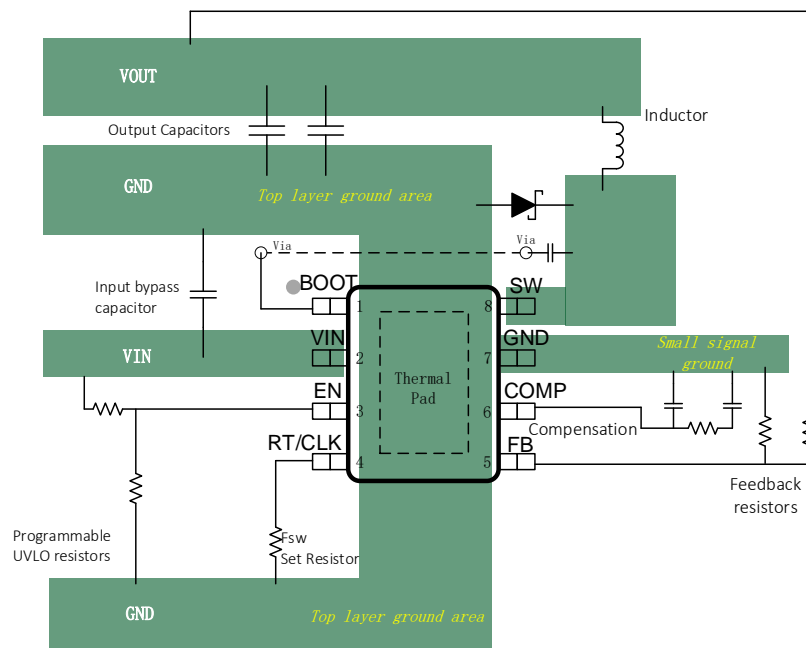 VOUT
Inductor
Output Capacitors
GND
Top layer ground area
Via
Via
BOOT
SW
Input bypass
capacitor
1
8
VIN
VIN
GND
Small signal
ground
2
7
Thermal
Pad
EN
COMP
3
6
Compensation
RT/CLK
FB
4
5
Feedback
resistors
Programmable
UVLO resistors
Fsw
Set Resistor
GND
Top layer ground area